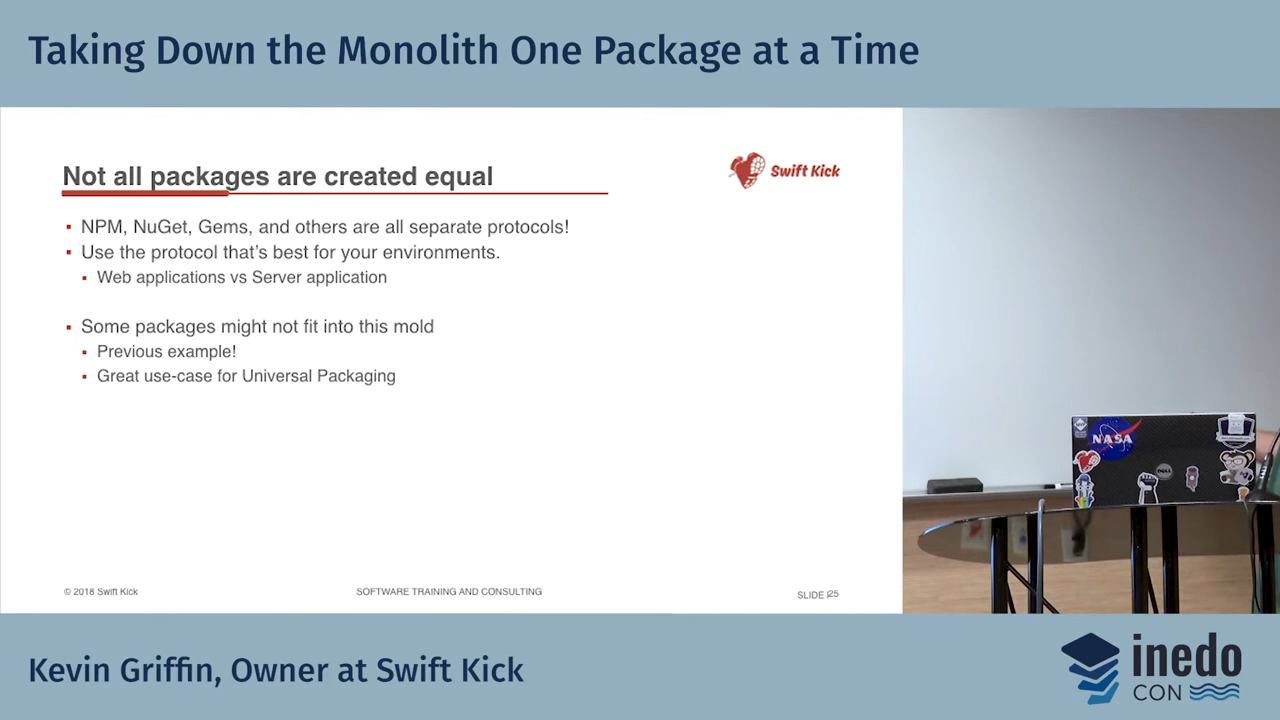 Taking Down the Monolith One Package at a Time
Not all packages are created equal
Swift Kick
NPM, NuGet, Gems, and others are all separate protocols!
Use the protocol that's best for your environments.
Web applications vs Server application
Some packages might not fit into this mold
Previous example!
Great use-case for Universal Packaging
© 2018 Swift Kick
SOFTWARE TRAINING AND CONSULTING
SLIDE 25
NASA
DELL
Kevin Griffin, Owner at Swift Kick
inedo
CON